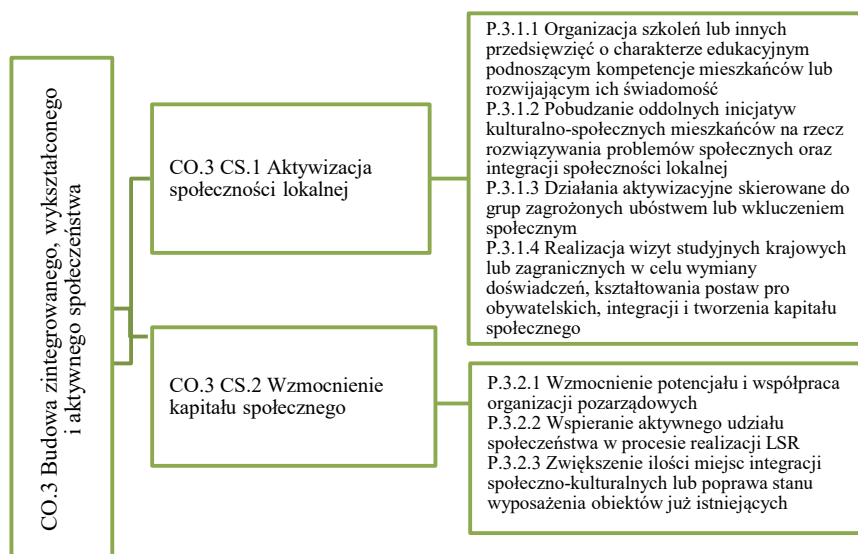 CO.3 Budowa zintegrowanego, wykształconego
i aktywnego społeczeństwa
CO.3 CS.1 Aktywizacja
społeczności lokalnej
P.3.1.1 Organizacja szkoleń lub innych
przedsięwzięć o charakterze edukacyjnym
podnoszącym kompetencje mieszkańców lub
rozwijającym ich świadomość
P.3.1.2 Pobudzanie oddolnych inicjatyw
kulturalno-społecznych mieszkańców na rzecz
rozwiązywania problemów społecznych oraz
integracji społeczności lokalnej
P.3.1.3 Działania aktywizacyjne skierowane do
grup zagrożonych ubóstwem lub wkluczeniem
społecznym
P.3.1.4 Realizacja wizyt studyjnych krajowych
lub zagranicznych w celu wymiany
doświadczeń, kształtowania postaw pro
obywatelskich, integracji i tworzenia kapitału
społecznego
CO.3 CS.2 Wzmocnienie
kapitału społecznego
P.3.2.1 Wzmocnienie potencjału i współpraca
organizacji pozarządowych
P.3.2.2 Wspieranie aktywnego udziału
społeczeństwa w procesie realizacji LSR
P.3.2.3 Zwiększenie ilości miejsc integracji
społeczno-kulturalnych lub poprawa stanu
wyposażenia obiektów już istniejących